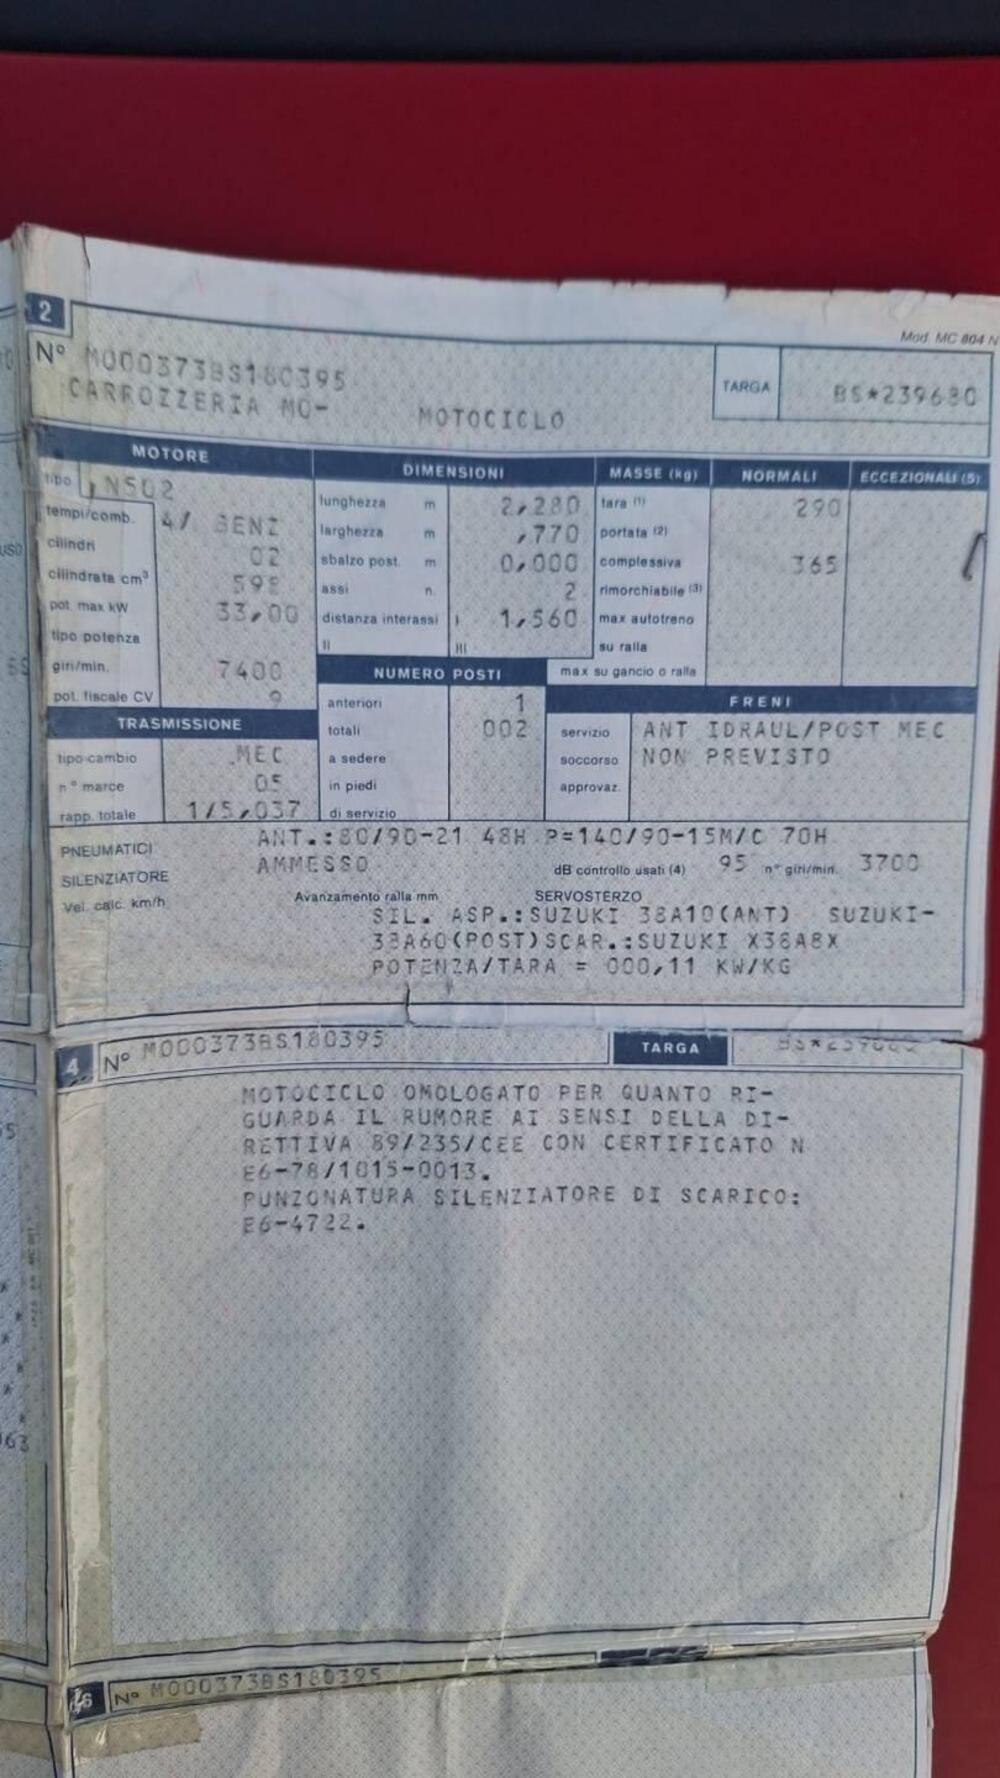 2
Mod. MC 804 N
N° M000373BS180395
TARGA BS*239680
CARROZZERIA MO- MOTOCICLO
MOTORE
tipo N502
tempi/comb. 4/ BENZ
cilindri 02
cilindrata cm³ 598
pot. max kW 33,00
tipo potenza
giri/min. 7400
pot. fiscale CV 9
TRASMISSIONE
tipo cambio MEC
n° marce 05
rapp. totale 1/5,037
DIMENSIONI
lunghezza m 2,280
larghezza m ,770
sbalzo post. m 0,000
assi n. 2
distanza interassi I 1,560
II III
NUMERO POSTI
anteriori 1
totali 002
a sedere
in piedi
di servizio
MASSE (kg) NORMALI ECCEZIONALI (5)
tara (1) 290
portata (2)
complessiva 365
rimorchiabile (3)
max autotreno
su ralla
max su gancio o ralla
FRENI
servizio ANT IDRAUL/POST MEC
soccorso NON PREVISTO
approvaz.
PNEUMATICI ANT.:80/90-21 48H P=140/90-15M/C 70H
SILENZIATORE AMMESSO dB controllo usati (4) 95 n° giri/min. 3700
Vel. calc. km/h Avanzamento ralla mm SERVOSTERZO
SIL. ASP.:SUZUKI 38A10(ANT) SUZUKI-
38A60(POST)SCAR.:SUZUKI X38A8X
POTENZA/TARA = 000,11 KW/KG
4 N° M000373BS180395 TARGA BS*239680
MOTOCICLO OMOLOGATO PER QUANTO RI-
GUARDA IL RUMORE AI SENSI DELLA DI-
RETTIVA 89/235/CEE CON CERTIFICATO N
E6-78/1015-0013.
PUNZONATURA SILENZIATORE DI SCARICO:
E6-4722.
6 N° M000373BS180395